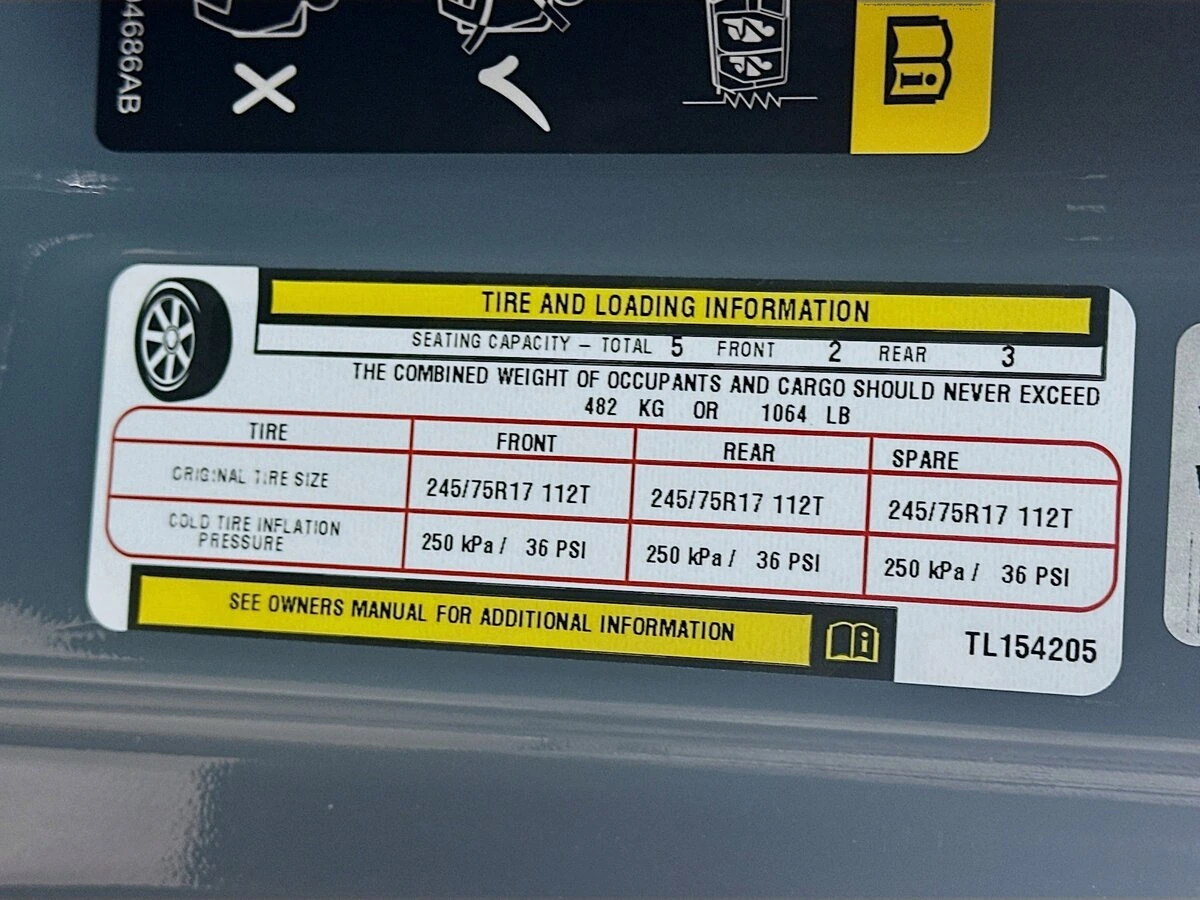 04686AB
TIRE AND LOADING INFORMATION
SEATING CAPACITY – TOTAL 5 FRONT 2 REAR 3
THE COMBINED WEIGHT OF OCCUPANTS AND CARGO SHOULD NEVER EXCEED
482 KG OR 1064 LB
TIRE FRONT REAR SPARE
ORIGINAL TIRE SIZE 245/75R17 112T 245/75R17 112T 245/75R17 112T
COLD TIRE INFLATION PRESSURE 250 kPa / 36 PSI 250 kPa / 36 PSI 250 kPa / 36 PSI
SEE OWNERS MANUAL FOR ADDITIONAL INFORMATION
TL154205